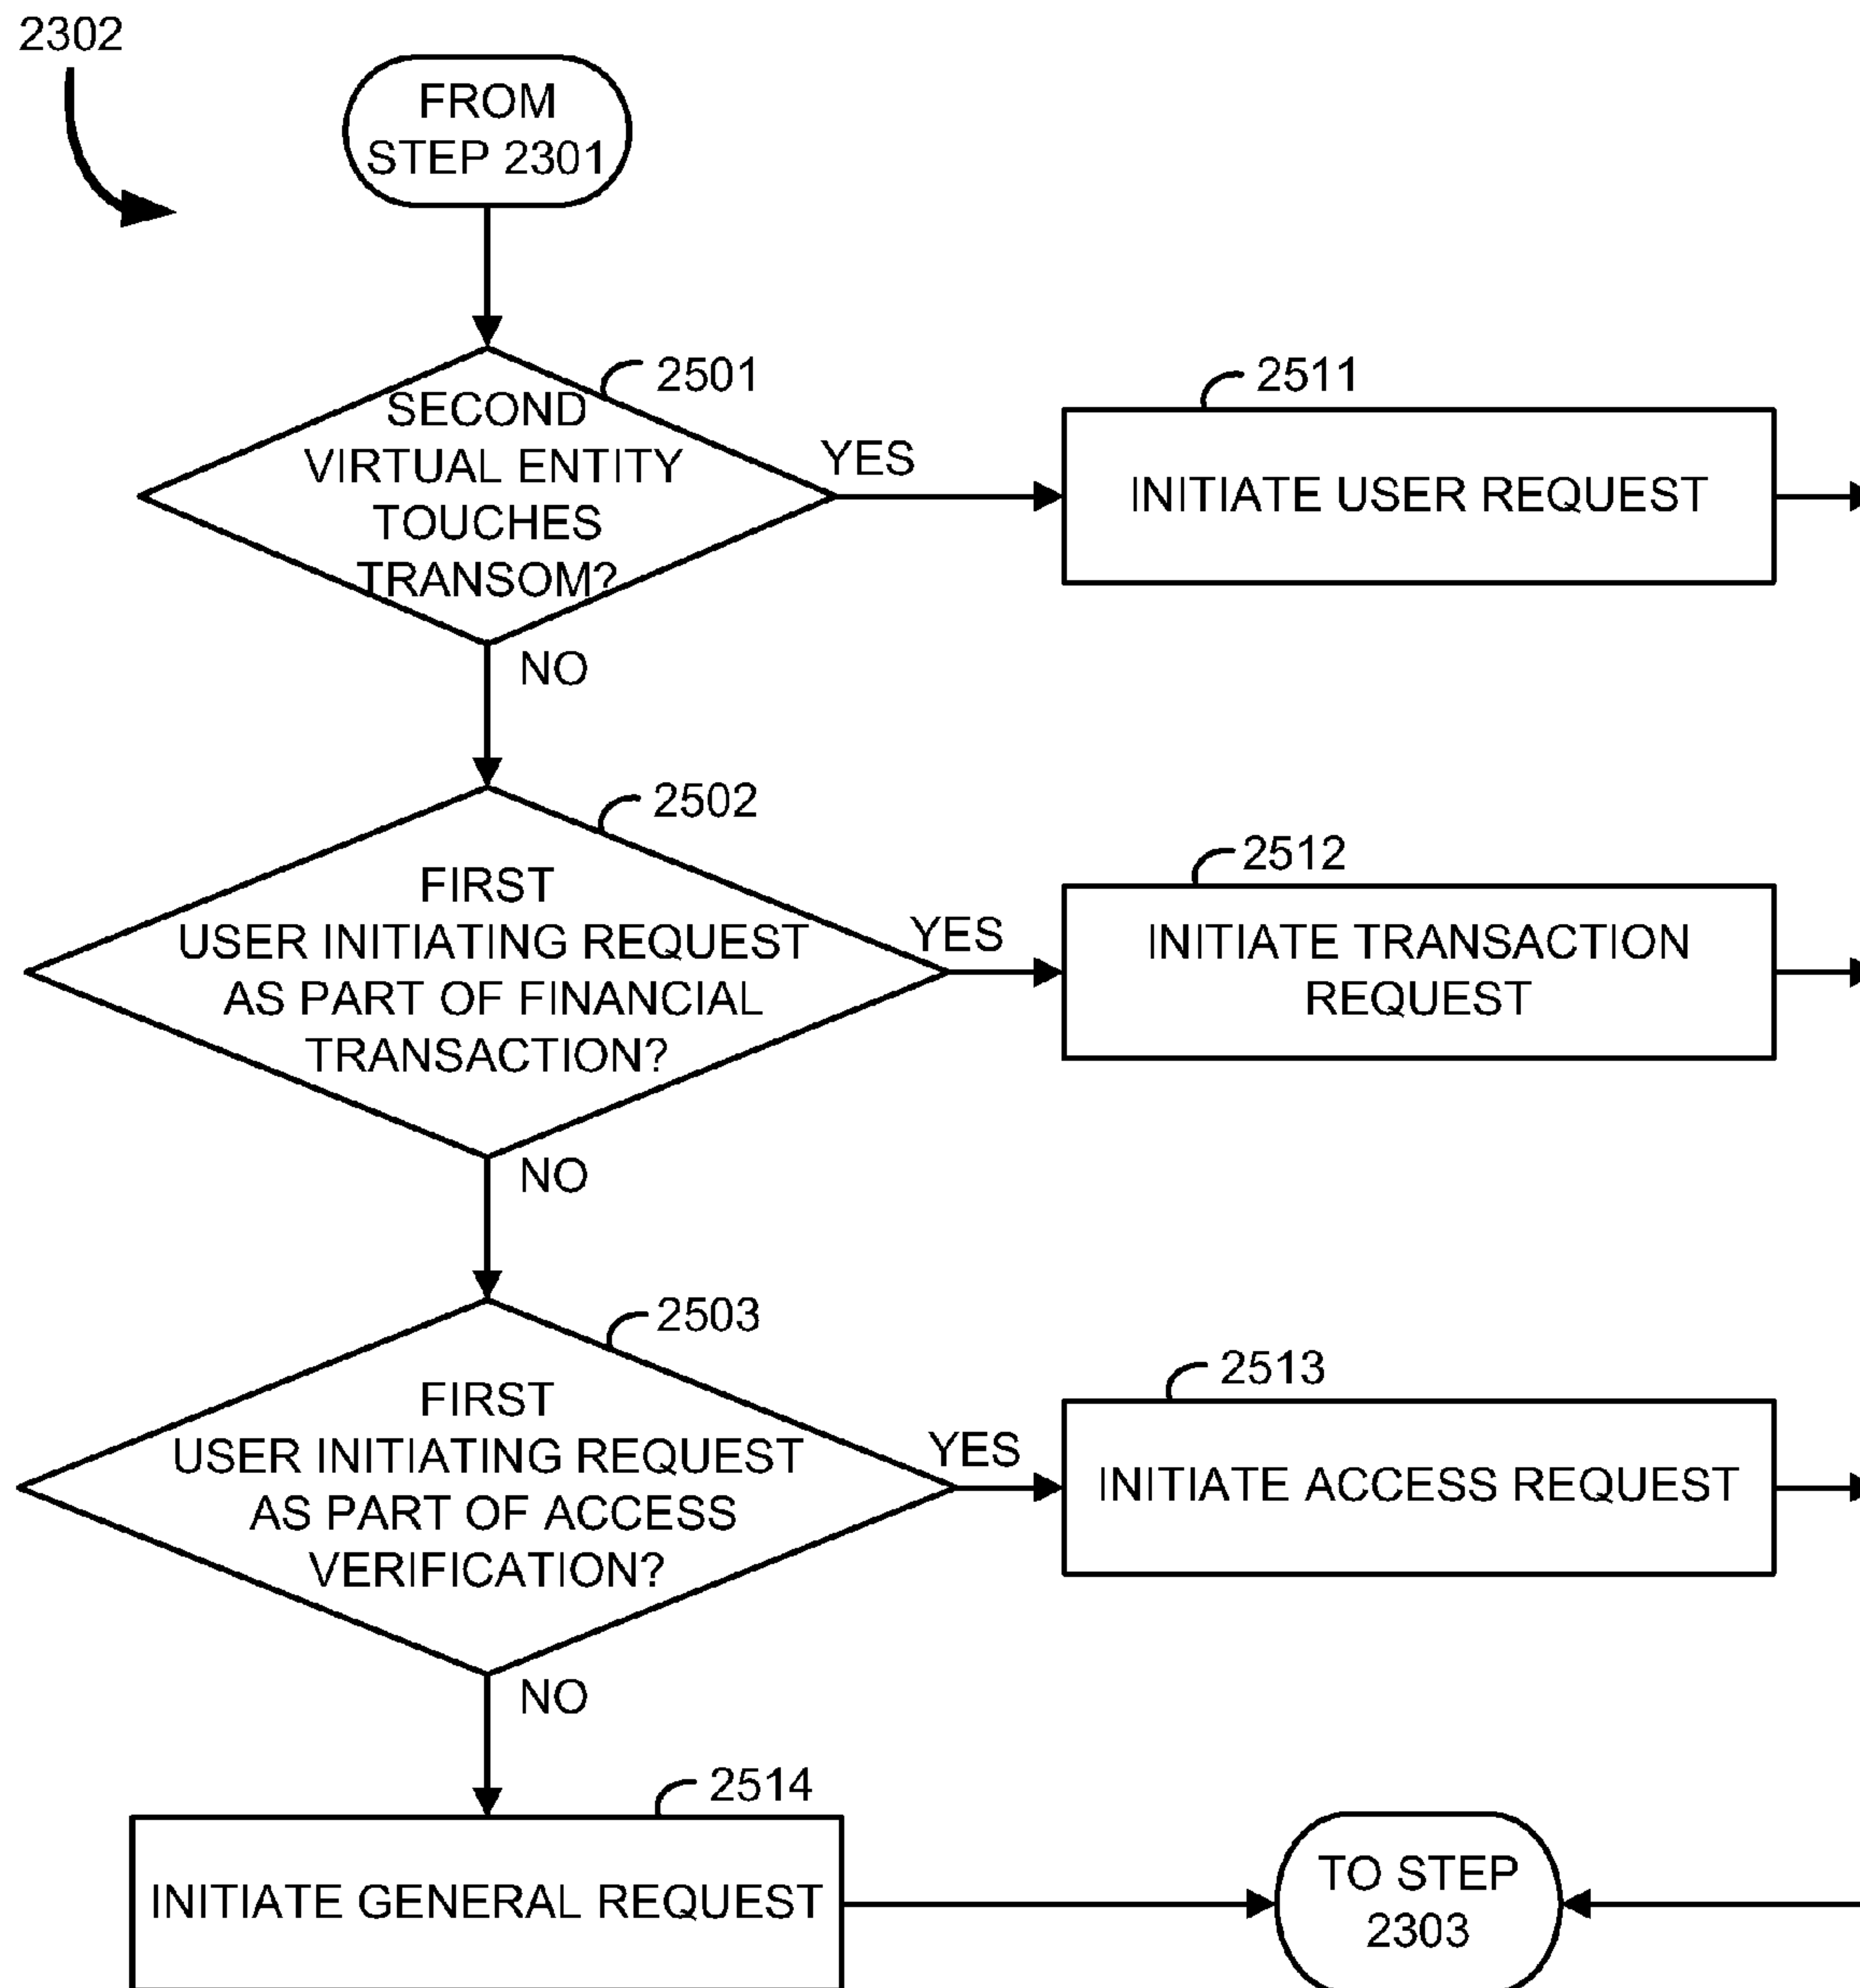 2302
FROM
STEP 2301
2501
SECOND
VIRTUAL ENTITY
TOUCHES
TRANSOM?
YES
2511
INITIATE USER REQUEST
NO
2502
FIRST
USER INITIATING REQUEST
AS PART OF FINANCIAL
TRANSACTION?
YES
2512
INITIATE TRANSACTION
REQUEST
NO
2503
FIRST
USER INITIATING REQUEST
AS PART OF ACCESS
VERIFICATION?
YES
2513
INITIATE ACCESS REQUEST
NO
2514
INITIATE GENERAL REQUEST
TO STEP
2303